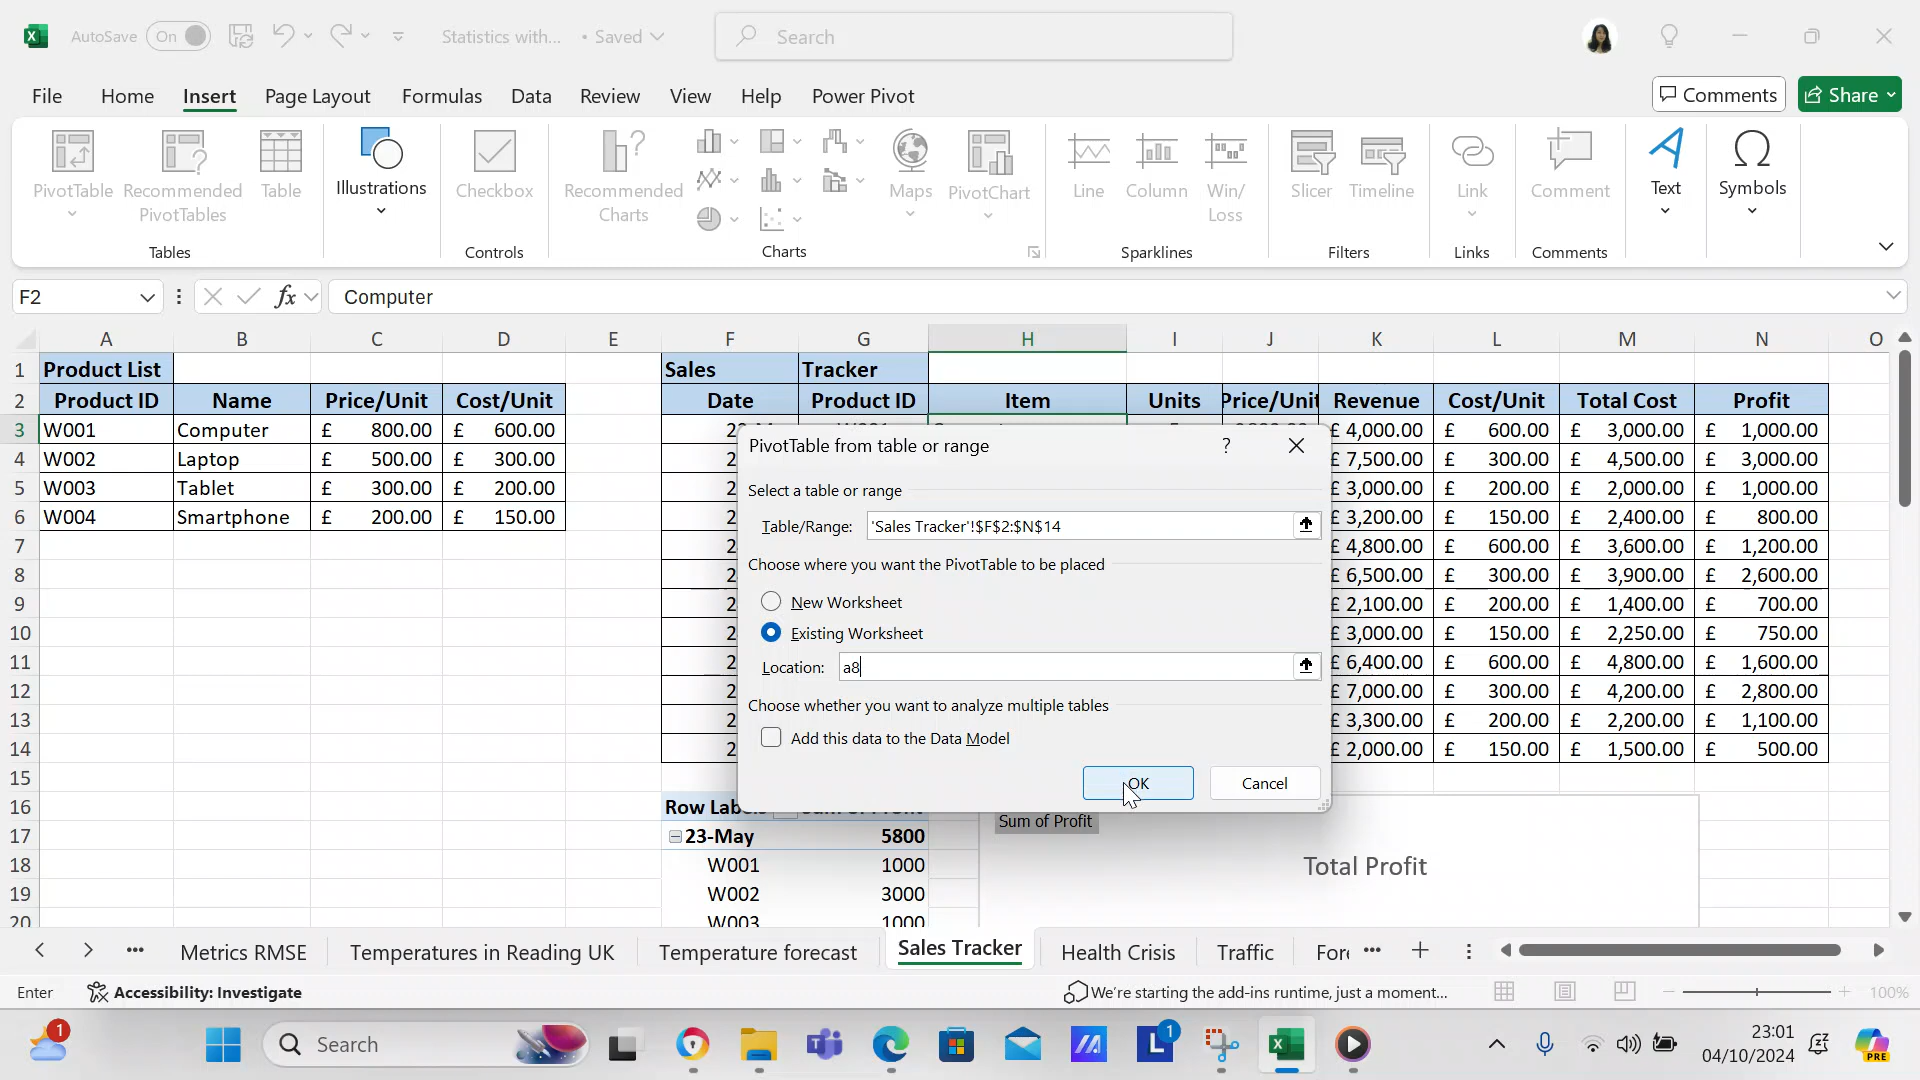 AutoSave On Statistics with... • Saved Search
File Home Insert Page Layout Formulas Data Review View Help Power Pivot Comments Share
PivotTable Recommended PivotTables Table
Tables
Illustrations
Checkbox
Controls
Recommended Charts
Maps PivotChart
Charts
Line Column Win/Loss
Sparklines
Slicer Timeline
Filters
Link
Links
Comment
Comments
Text
Symbols
F2 fx Computer
A B C D E F G H I J K L M N O
1 Product List Sales Tracker
2 Product ID Name Price/Unit Cost/Unit Date Product ID Item Units Price/Unit Revenue Cost/Unit Total Cost Profit
3 W001 Computer £ 800.00 £ 600.00 £ 4,000.00 £ 600.00 £ 3,000.00 £ 1,000.00
4 W002 Laptop £ 500.00 £ 300.00 £ 7,500.00 £ 300.00 £ 4,500.00 £ 3,000.00
5 W003 Tablet £ 300.00 £ 200.00 £ 3,000.00 £ 200.00 £ 2,000.00 £ 1,000.00
6 W004 Smartphone £ 200.00 £ 150.00 £ 3,200.00 £ 150.00 £ 2,400.00 £ 800.00
7 £ 4,800.00 £ 600.00 £ 3,600.00 £ 1,200.00
8 £ 6,500.00 £ 300.00 £ 3,900.00 £ 2,600.00
9 £ 2,100.00 £ 200.00 £ 1,400.00 £ 700.00
10 £ 3,000.00 £ 150.00 £ 2,250.00 £ 750.00
11 £ 6,400.00 £ 600.00 £ 4,800.00 £ 1,600.00
12 £ 7,000.00 £ 300.00 £ 4,200.00 £ 2,800.00
13 £ 3,300.00 £ 200.00 £ 2,200.00 £ 1,100.00
14 £ 2,000.00 £ 150.00 £ 1,500.00 £ 500.00
15
PivotTable from table or range ?
Select a table or range
Table/Range: 'Sales Tracker'!$F$2:$N$14
Choose where you want the PivotTable to be placed
New Worksheet
Existing Worksheet
Location: a8
Choose whether you want to analyze multiple tables
Add this data to the Data Model
OK Cancel
16 Row
Sum of Profit
17 23-May 5800
18 W001 1000 Total Profit
19 W002 3000
20 W003 1000
Metrics RMSE Temperatures in Reading UK Temperature forecast Sales Tracker Health Crisis Traffic Fore
Enter Accessibility: Investigate We're starting the add-ins runtime, just a moment... 100%
1 Search 1 23:01
04/10/2024 PRE